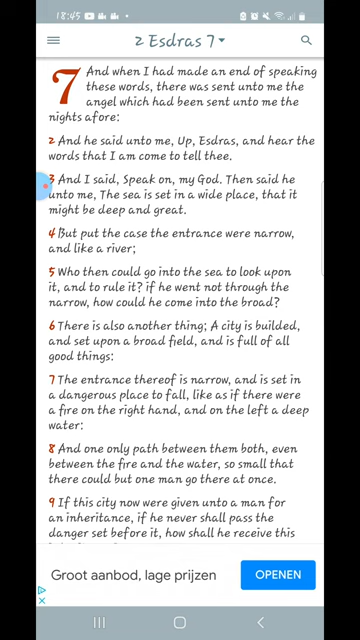 18:45
2 Esdras 7
7 And when I had made an end of speaking
these words, there was sent unto me the
angel which had been sent unto me the
nights afore:
2 And he said unto me, Up, Esdras, and hear the
words that I am come to tell thee.
3 And I said, Speak on, my God. Then said he
unto me, The sea is set in a wide place, that it
might be deep and great.
4 But put the case the entrance were narrow,
and like a river;
5 Who then could go into the sea to look upon
it, and to rule it? if he went not through the
narrow, how could he come into the broad?
6 There is also another thing; A city is builded,
and set upon a broad field, and is full of all
good things:
7 The entrance thereof is narrow, and is set in
a dangerous place to fall, like as if there were
a fire on the right hand, and on the left a deep
water:
8 And one only path between them both, even
between the fire and the water, so small that
there could but one man go there at once.
9 If this city now were given unto a man for
an inheritance, if he never shall pass the
danger set before it, how shall he receive this
Groot aanbod, lage prijzen
OPENEN